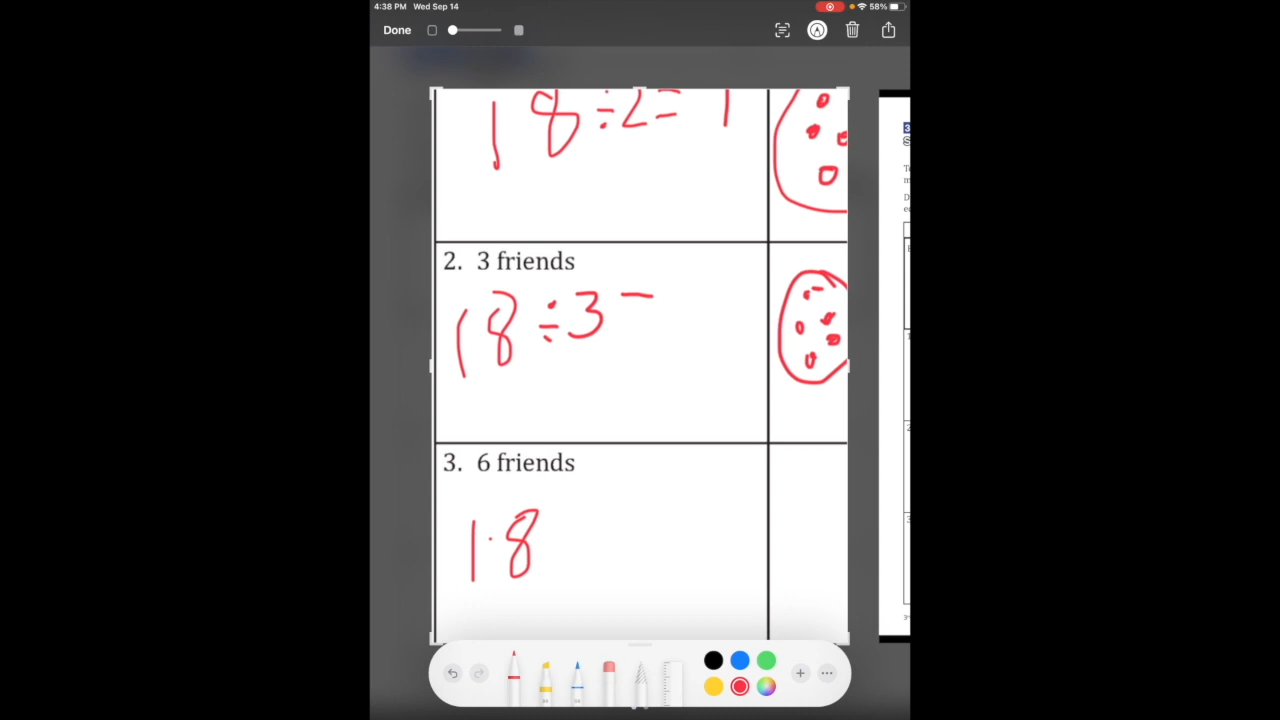 4:38 PM Wed Sep 14
58%
Done
18÷2=
2. 3 friends
18÷3
3. 6 friends
18